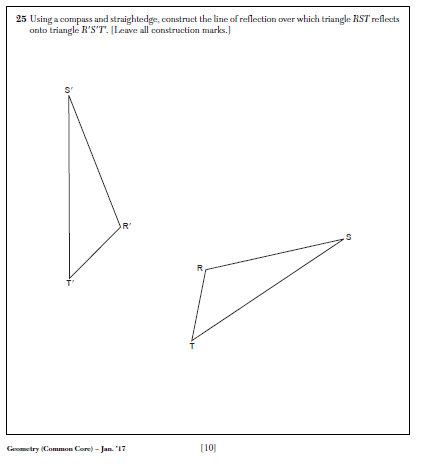 25 Using a compass and straightedge, construct the line of reflection over which triangle RST reflects
onto triangle R'S'T'. [Leave all construction marks.]
S'
R'
S
R
T'
T
Geometry (Common Core) – Jan. '17 [10]